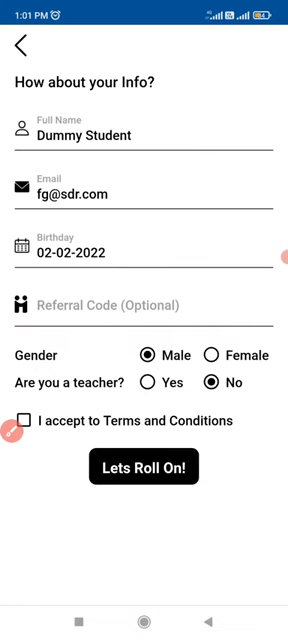 1:01 PM
How about your Info?
Full Name
Dummy Student
Email
fg@sdr.com
Birthday
02-02-2022
Referral Code (Optional)
Gender Male Female
Are you a teacher? Yes No
I accept to Terms and Conditions
Lets Roll On!